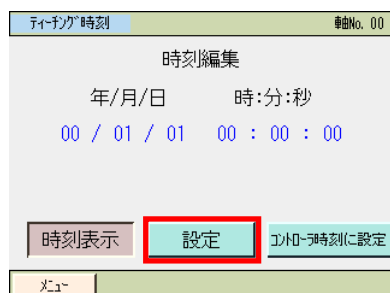 ﾃｨｰﾁﾝｸﾞ時刻 軸No. 00
時刻編集
年/月/日 時:分:秒
00 / 01 / 01 00 : 00 : 00
時刻表示 設定 ｺﾝﾄﾛｰﾗ時刻に設定
ﾒﾆｭｰ